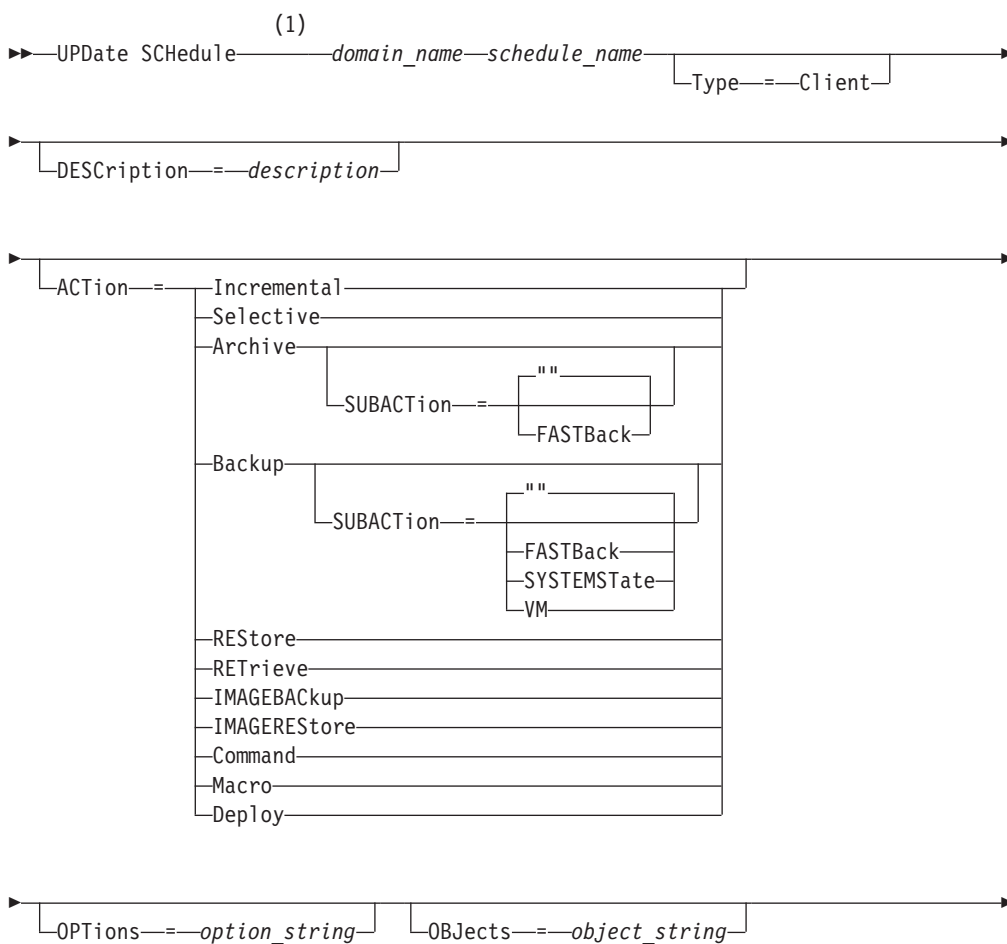 (1)
UPDate SCHedule domain_name schedule_name
Type = Client
DESCription = description
ACTion = Incremental
Selective
Archive
""
SUBACTion =
FASTBack
Backup
""
SUBACTion =
FASTBack
SYSTEMSTate
VM
REStore
RETrieve
IMAGEBACkup
IMAGEREStore
Command
Macro
Deploy
OPTions = option_string OBJects = object_string